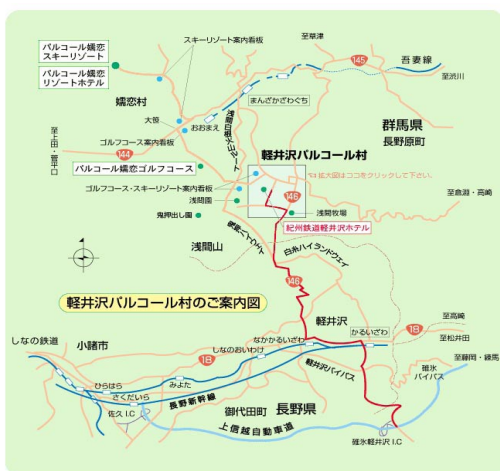 パルコール嬬恋
スキーリゾート
パルコール嬬恋
リゾートホテル
スキーリゾート案内看板
至草津
145
吾妻線
至渋川
嬬恋村
まんざかざわぐち
大笹
おおまえ
群馬県
長野原町
至上田・菅平口
144
ゴルフコース案内看板
浅間白根火山ルート
軽井沢パルコール村
パルコール嬬恋ゴルフコース
拡大図はココをクリックして下さい。
ゴルフコース・スキーリゾート案内看板
146
至倉渕・高崎
浅間園
浅間牧場
鬼押出し園
紀州鉄道軽井沢ホテル
浅間山
白糸ハイランドウェイ
146
軽井沢パルコール村のご案内図
軽井沢
しなの鉄道
小諸市
18
なかかるいざわ
かるいざわ
18
至高崎
至松井田
しなのおいわけ
碓氷
バイパス
至藤岡・練馬
ひらはら
みよた
軽井沢バイパス
さくだいら
佐久 I.C
長野新幹線
御代田町
長野県
上信越自動車道
碓氷軽井沢 I.C